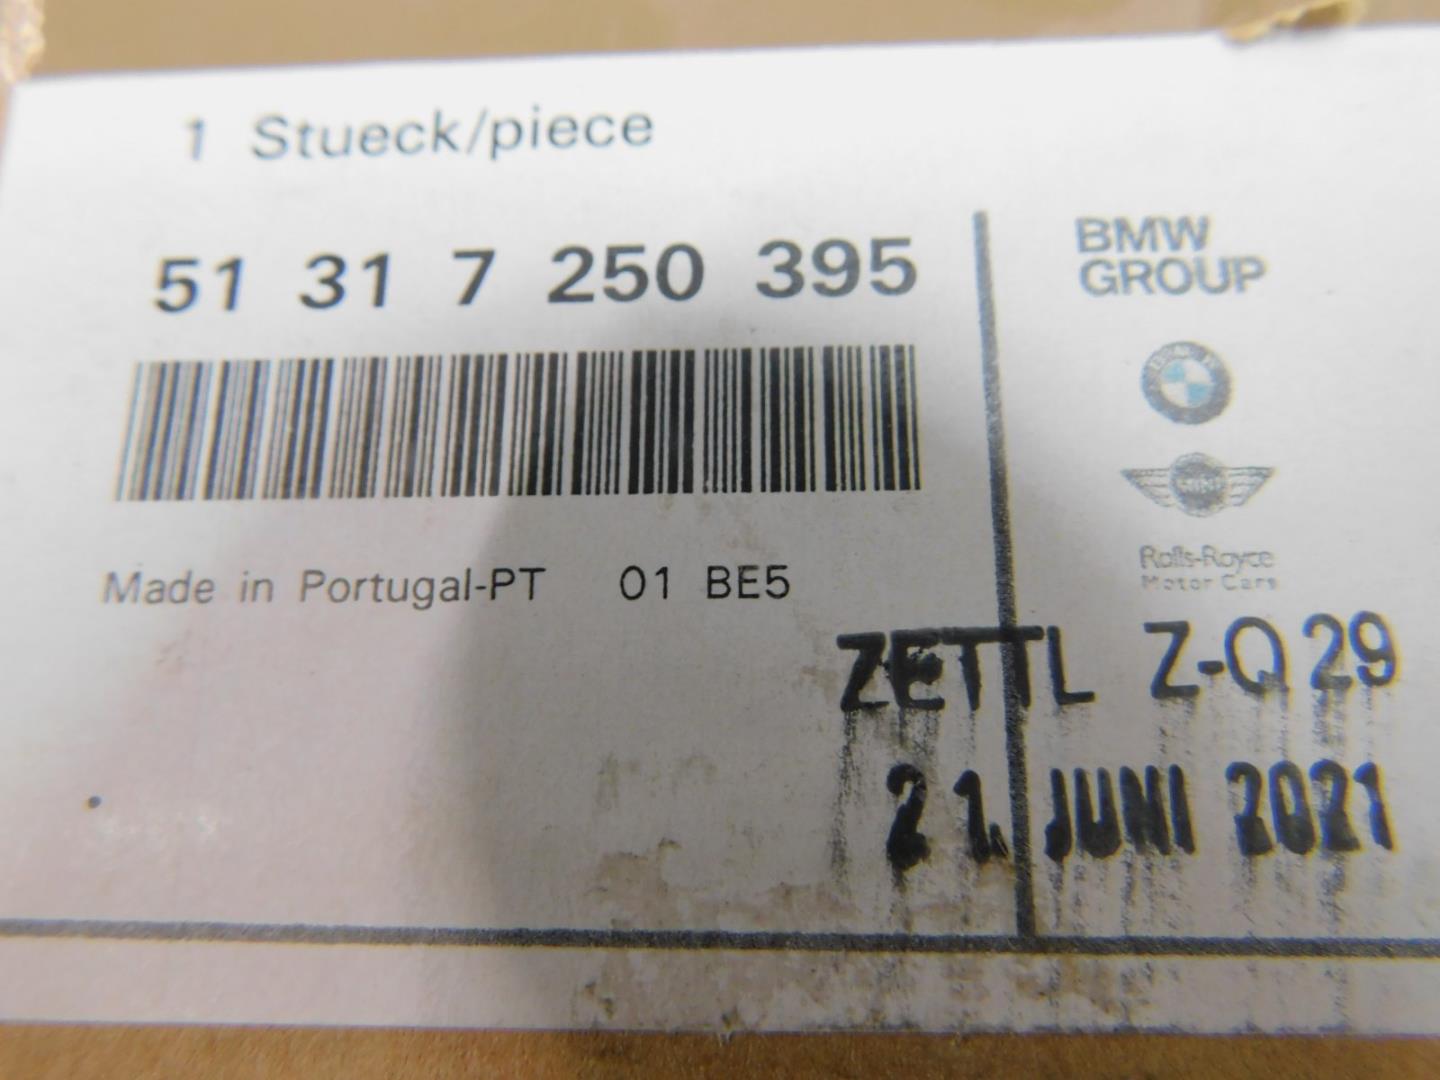 1 Stueck/piece
51 31 7 250 395
BMW
GROUP
MINI
Rolls-Royce
Motor Cars
Made in Portugal-PT 01 BE5
ZETTL Z-Q 29
21. JUNI 2021